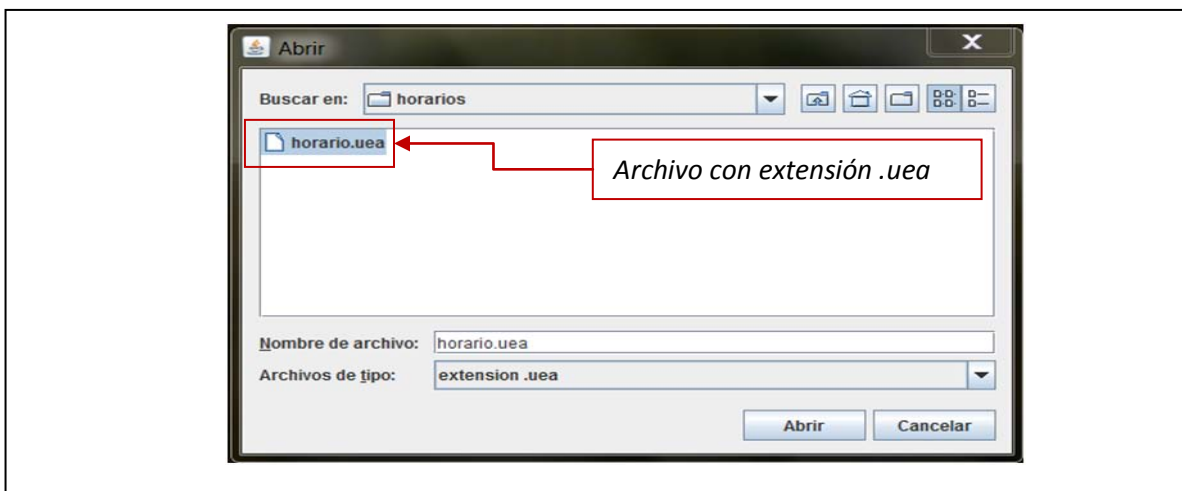 Abrir
Buscar en: horarios
horario.uea
Archivo con extensión .uea
Nombre de archivo: horario.uea
Archivos de tipo: extension .uea
Abrir Cancelar